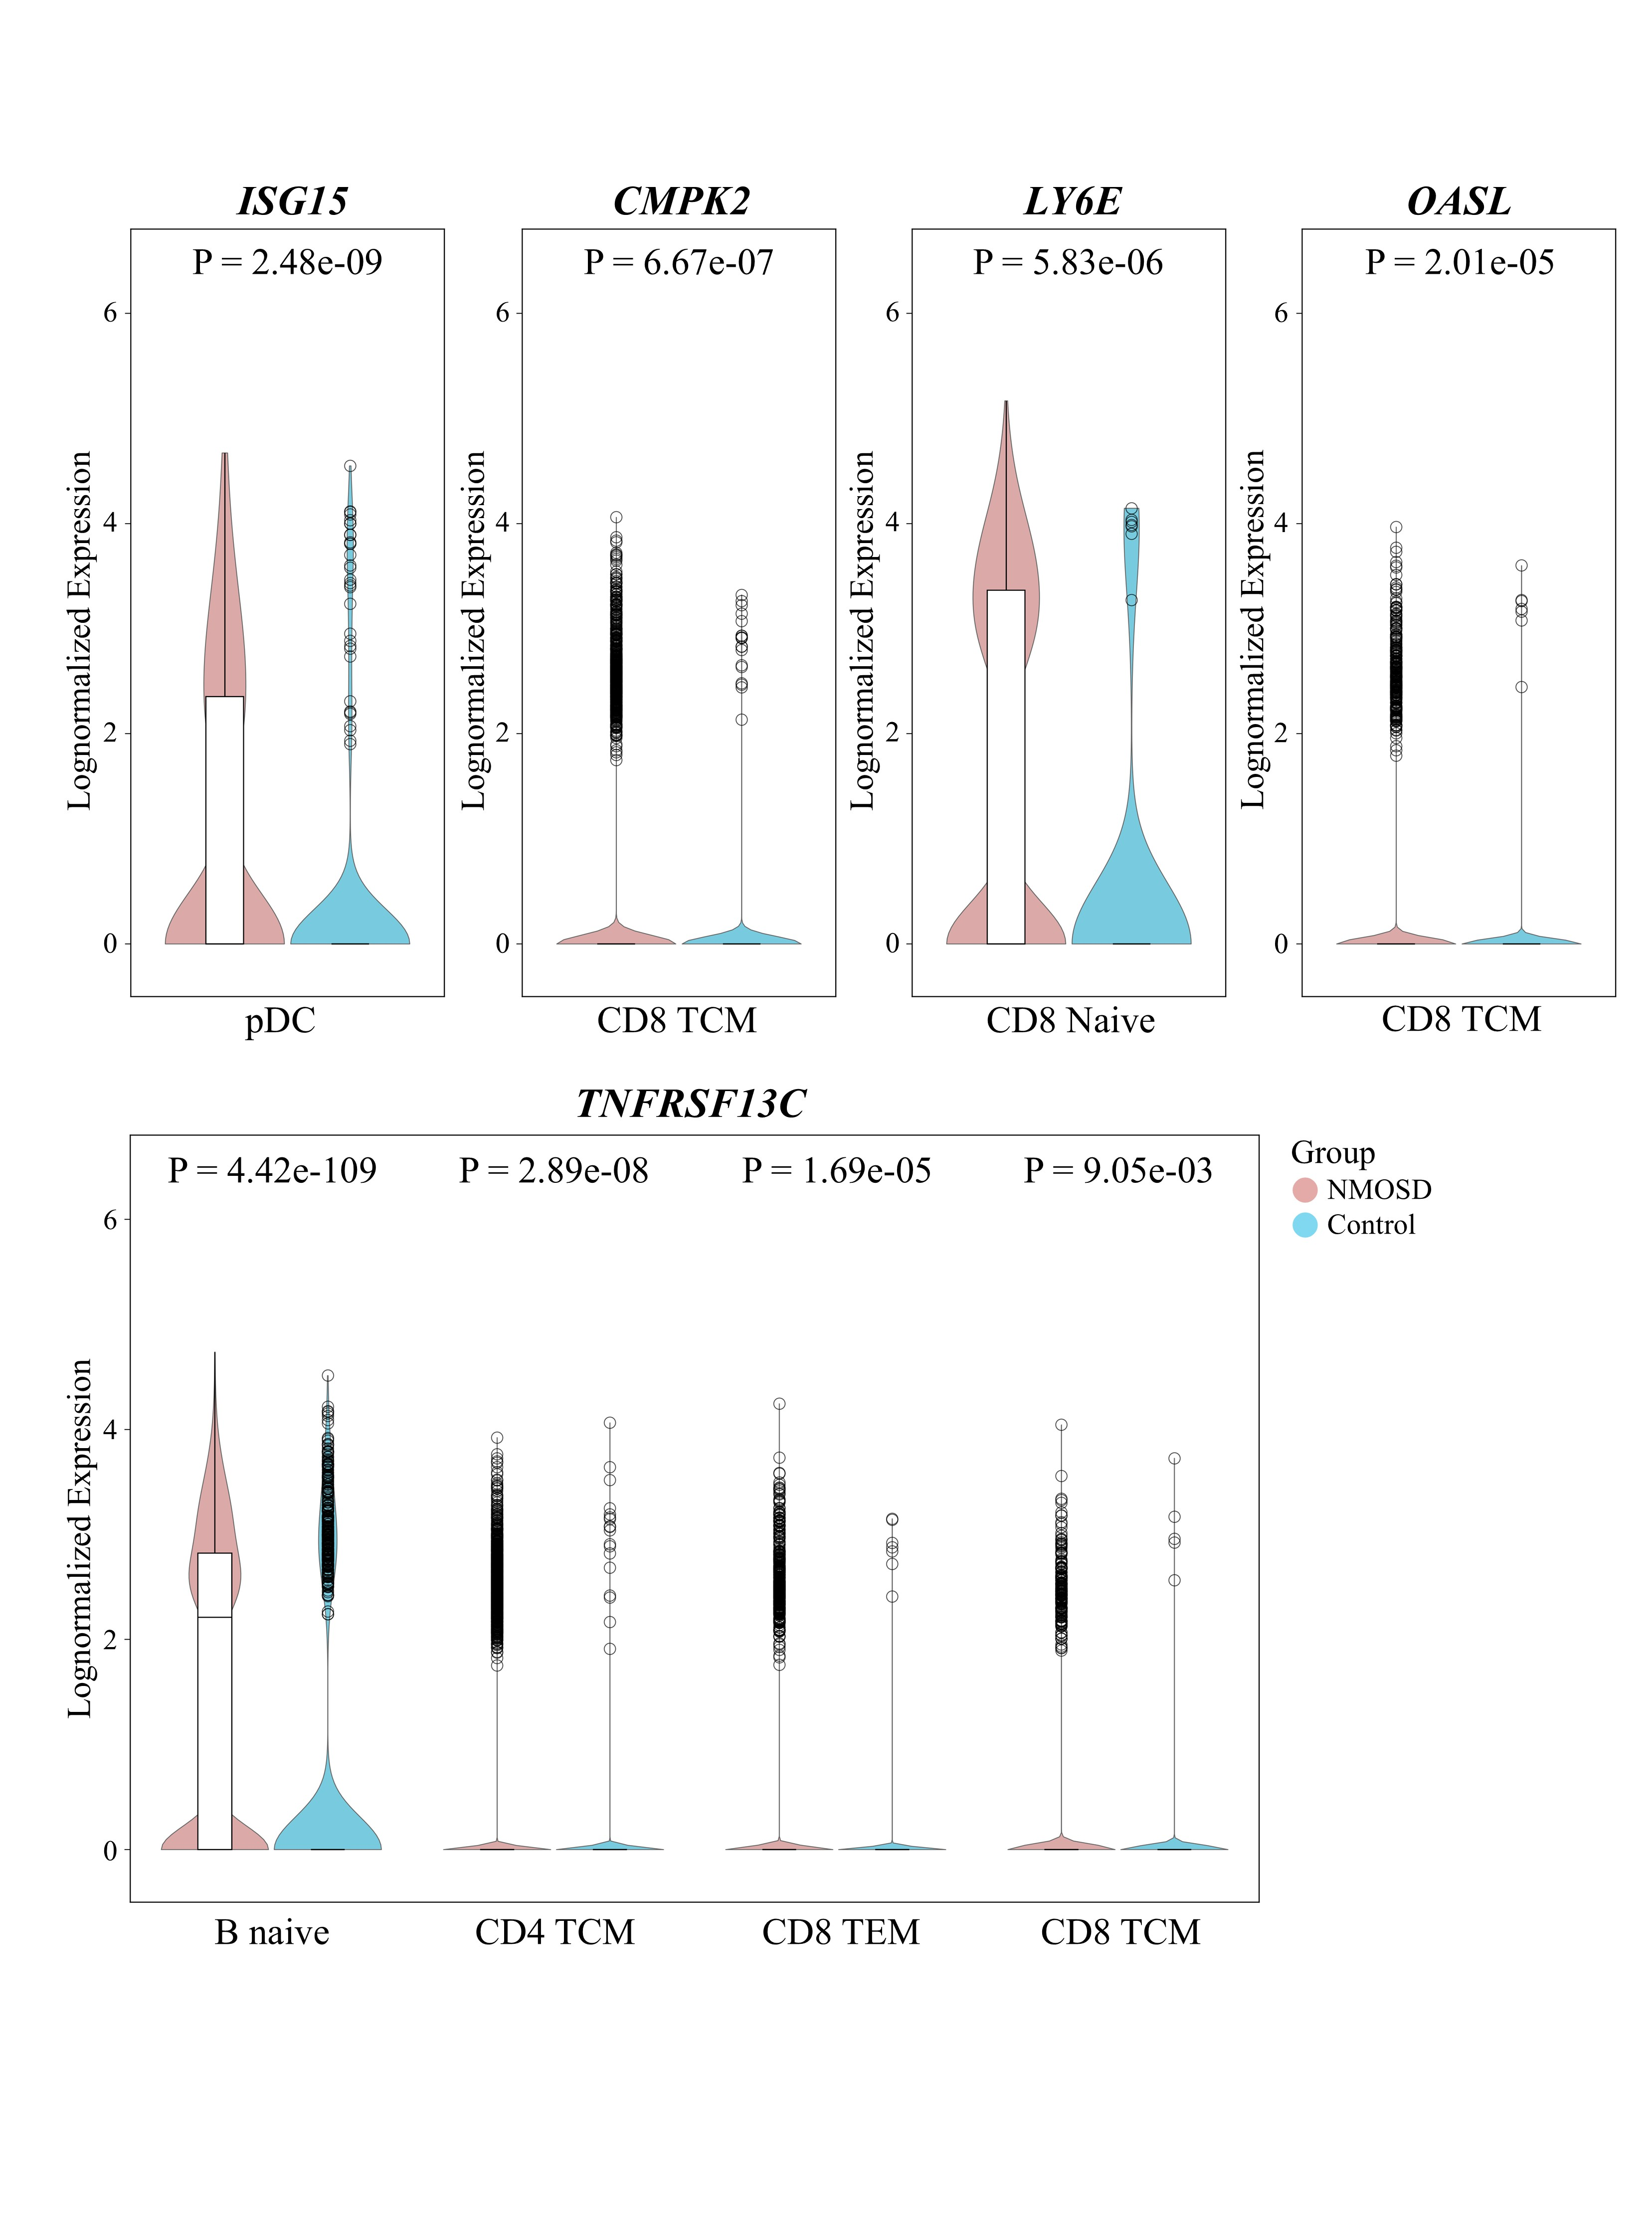 ISG15 CMPK2 LY6E OASL
P = 2.48e-09 P = 6.67e-07 P = 5.83e-06 P = 2.01e-05
6 6 6 6
Lognormalized Expression Lognormalized Expression Lognormalized Expression Lognormalized Expression
4 4 4 4
2 2 2 2
0 0 0 0
pDC CD8 TCM CD8 Naive CD8 TCM
TNFRSF13C
P = 4.42e-109 P = 2.89e-08 P = 1.69e-05 P = 9.05e-03
Group
NMOSD
Control
6
Lognormalized Expression
4
2
0
B naive CD4 TCM CD8 TEM CD8 TCM